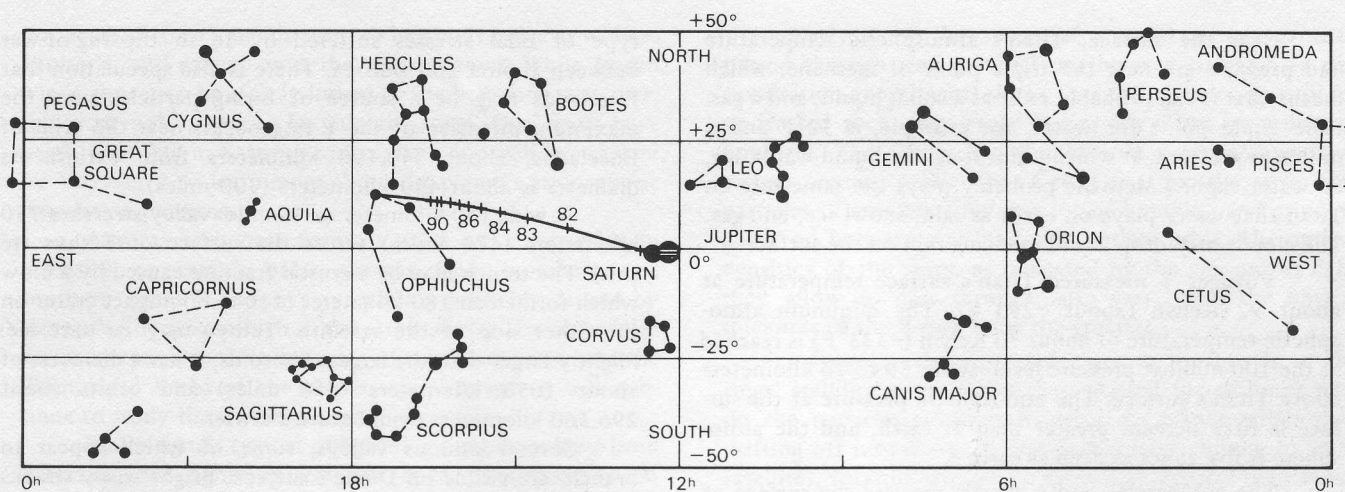 +50°
NORTH
HERCULES
AURIGA
ANDROMEDA
PEGASUS
BOOTES
PERSEUS
CYGNUS
+25°
GREAT
SQUARE
LEO
GEMINI
ARIES
PISCES
AQUILA
90
86
84
83
82
JUPITER
ORION
EAST
SATURN
0°
WEST
CAPRICORNUS
OPHIUCHUS
CETUS
CORVUS
−25°
CANIS MAJOR
SAGITTARIUS
SCORPIUS
SOUTH
−50°
0h
18h
12h
6h
0h